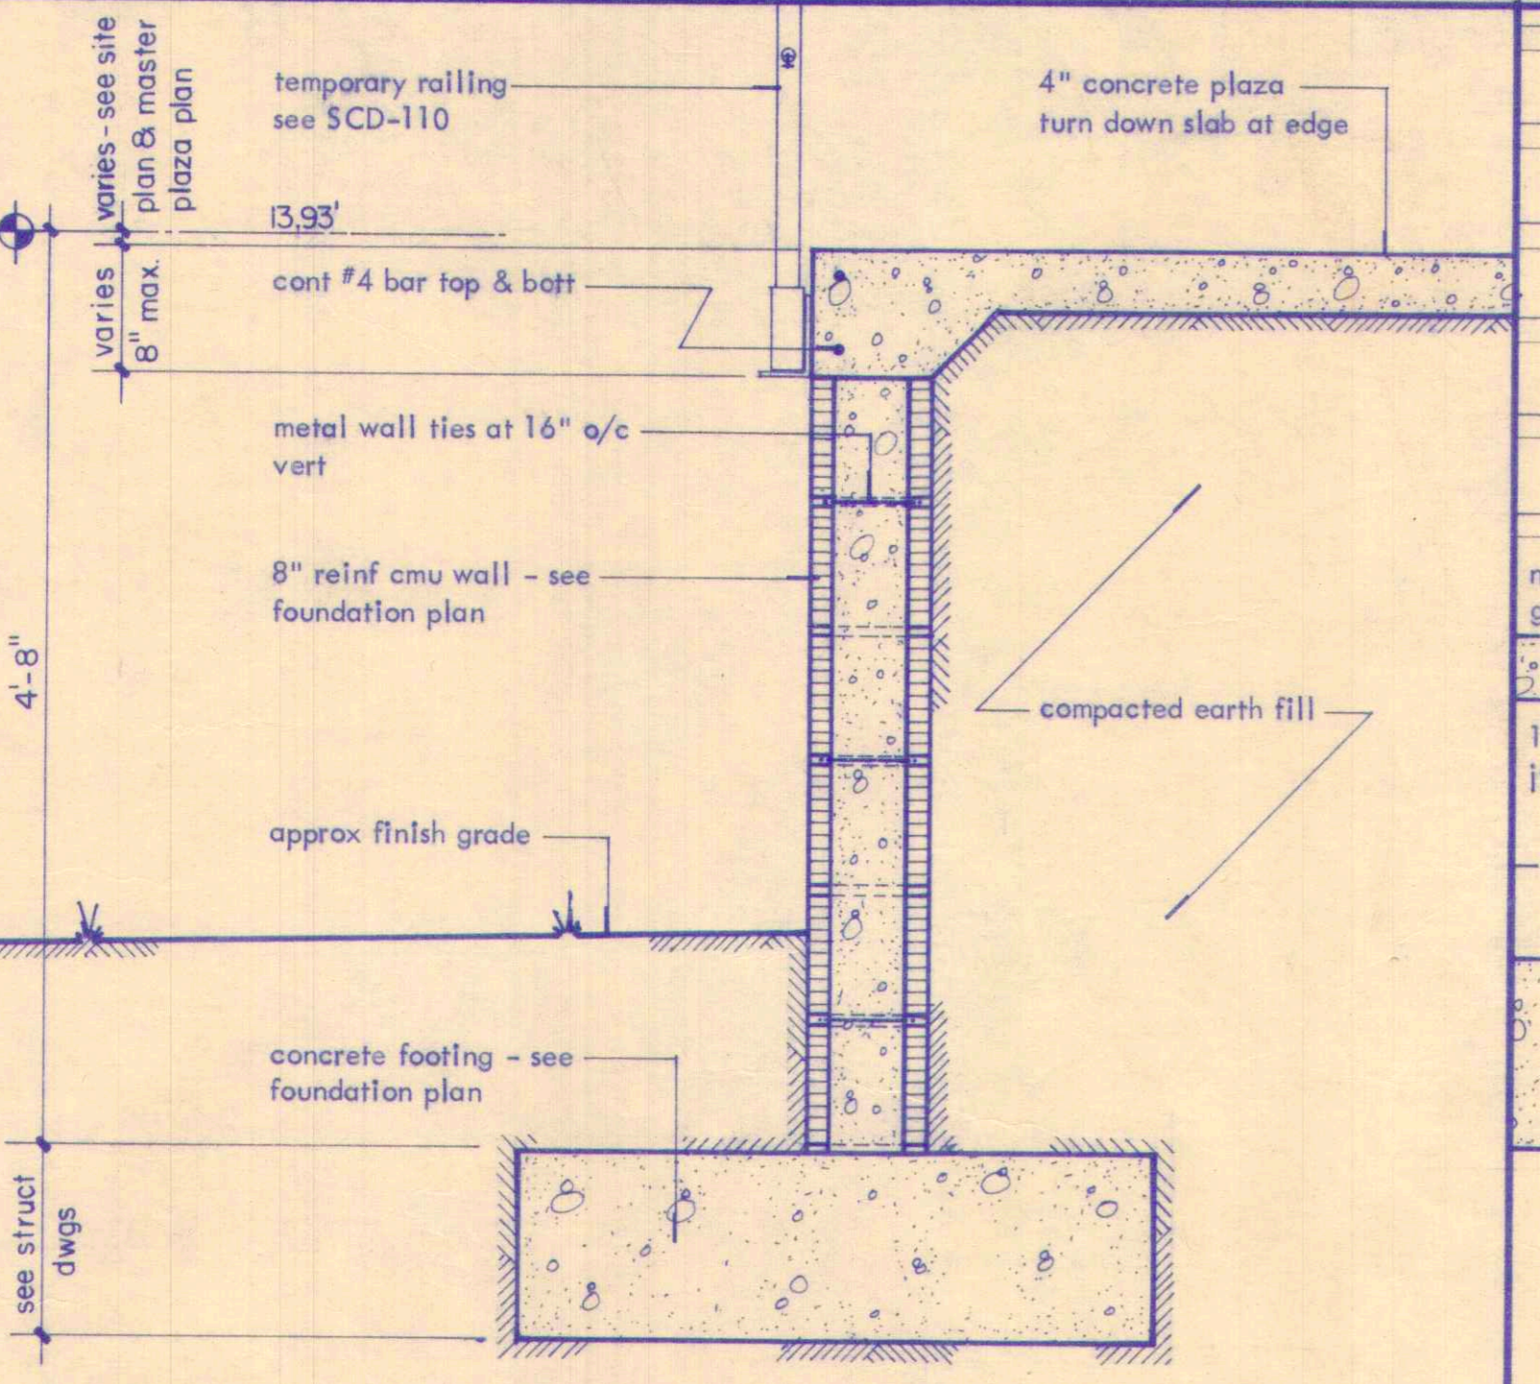 varies - see site
plan & master
plaza plan
temporary railing
see SCD-110
4" concrete plaza
turn down slab at edge
13.93'
varies
8" max.
cont #4 bar top & bott
metal wall ties at 16" o/c
vert
8" reinf cmu wall - see
foundation plan
4'-8"
compacted earth fill
approx finish grade
concrete footing - see
foundation plan
see struct
dwgs